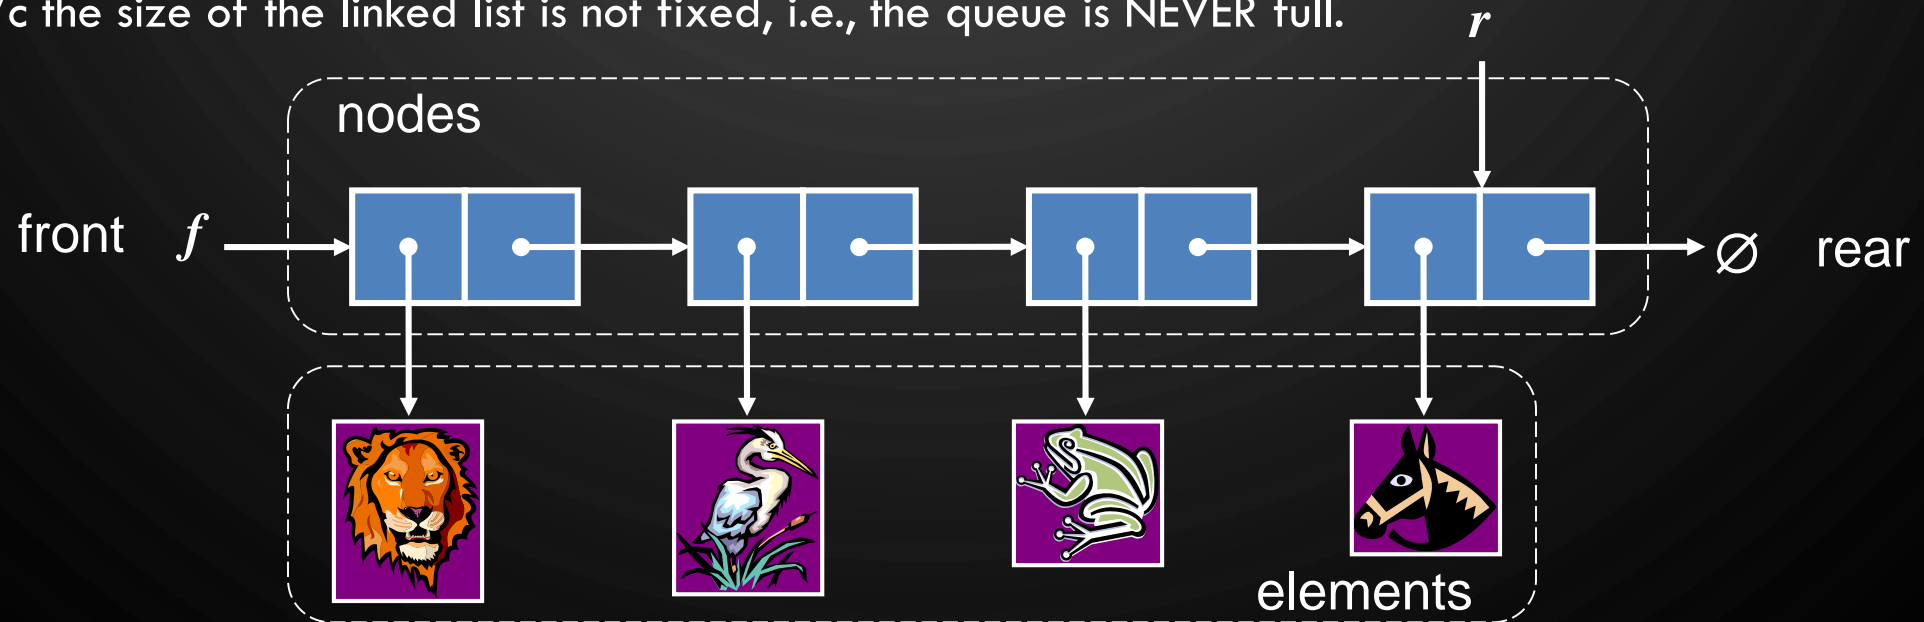 /c the size of the linked list is not fixed, i.e., the queue is NEVER full.
r
nodes
front f
∅ rear
elements